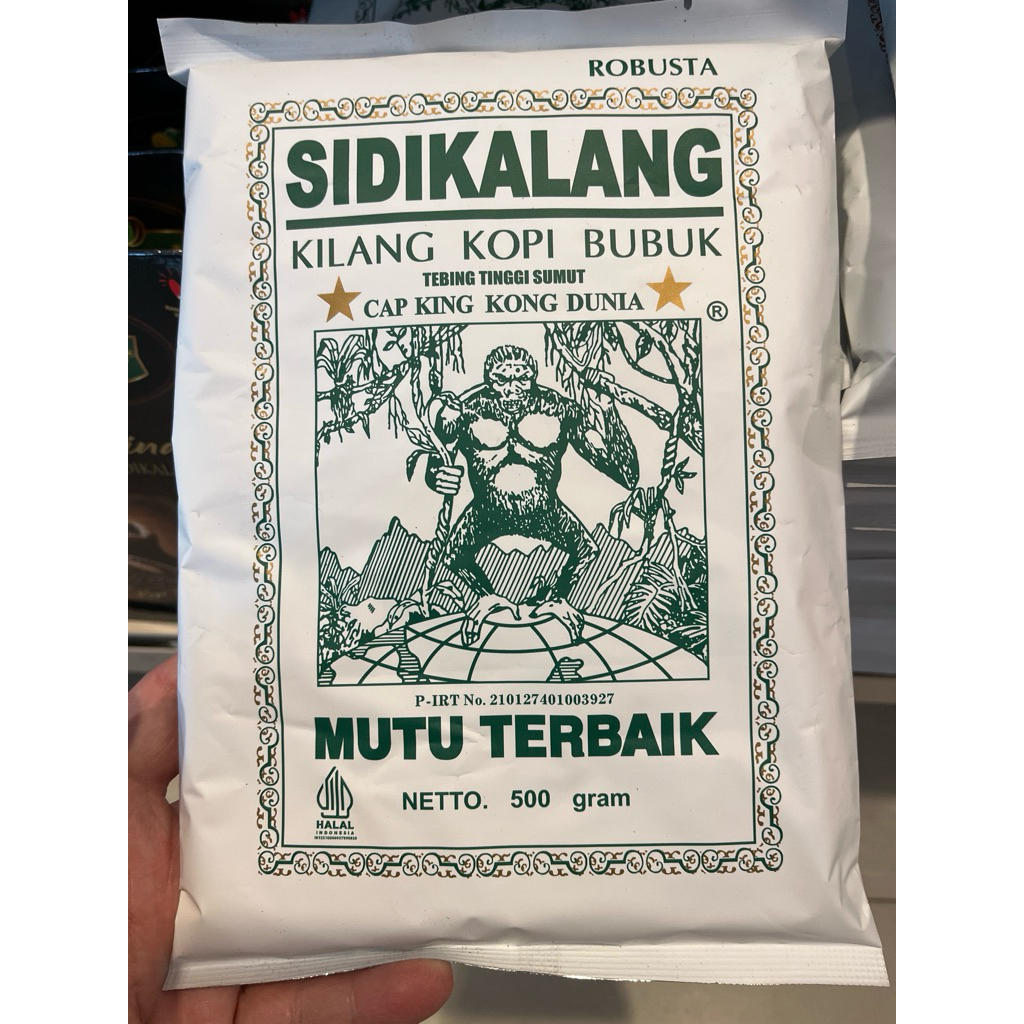 ROBUSTA
SIDIKALANG
KILANG KOPI BUBUK
TEBING TINGGI SUMUT
CAP KING KONG DUNIA
®
P-IRT No. 210127401003927
MUTU TERBAIK
NETTO. 500 gram
HALAL
INDONESIA